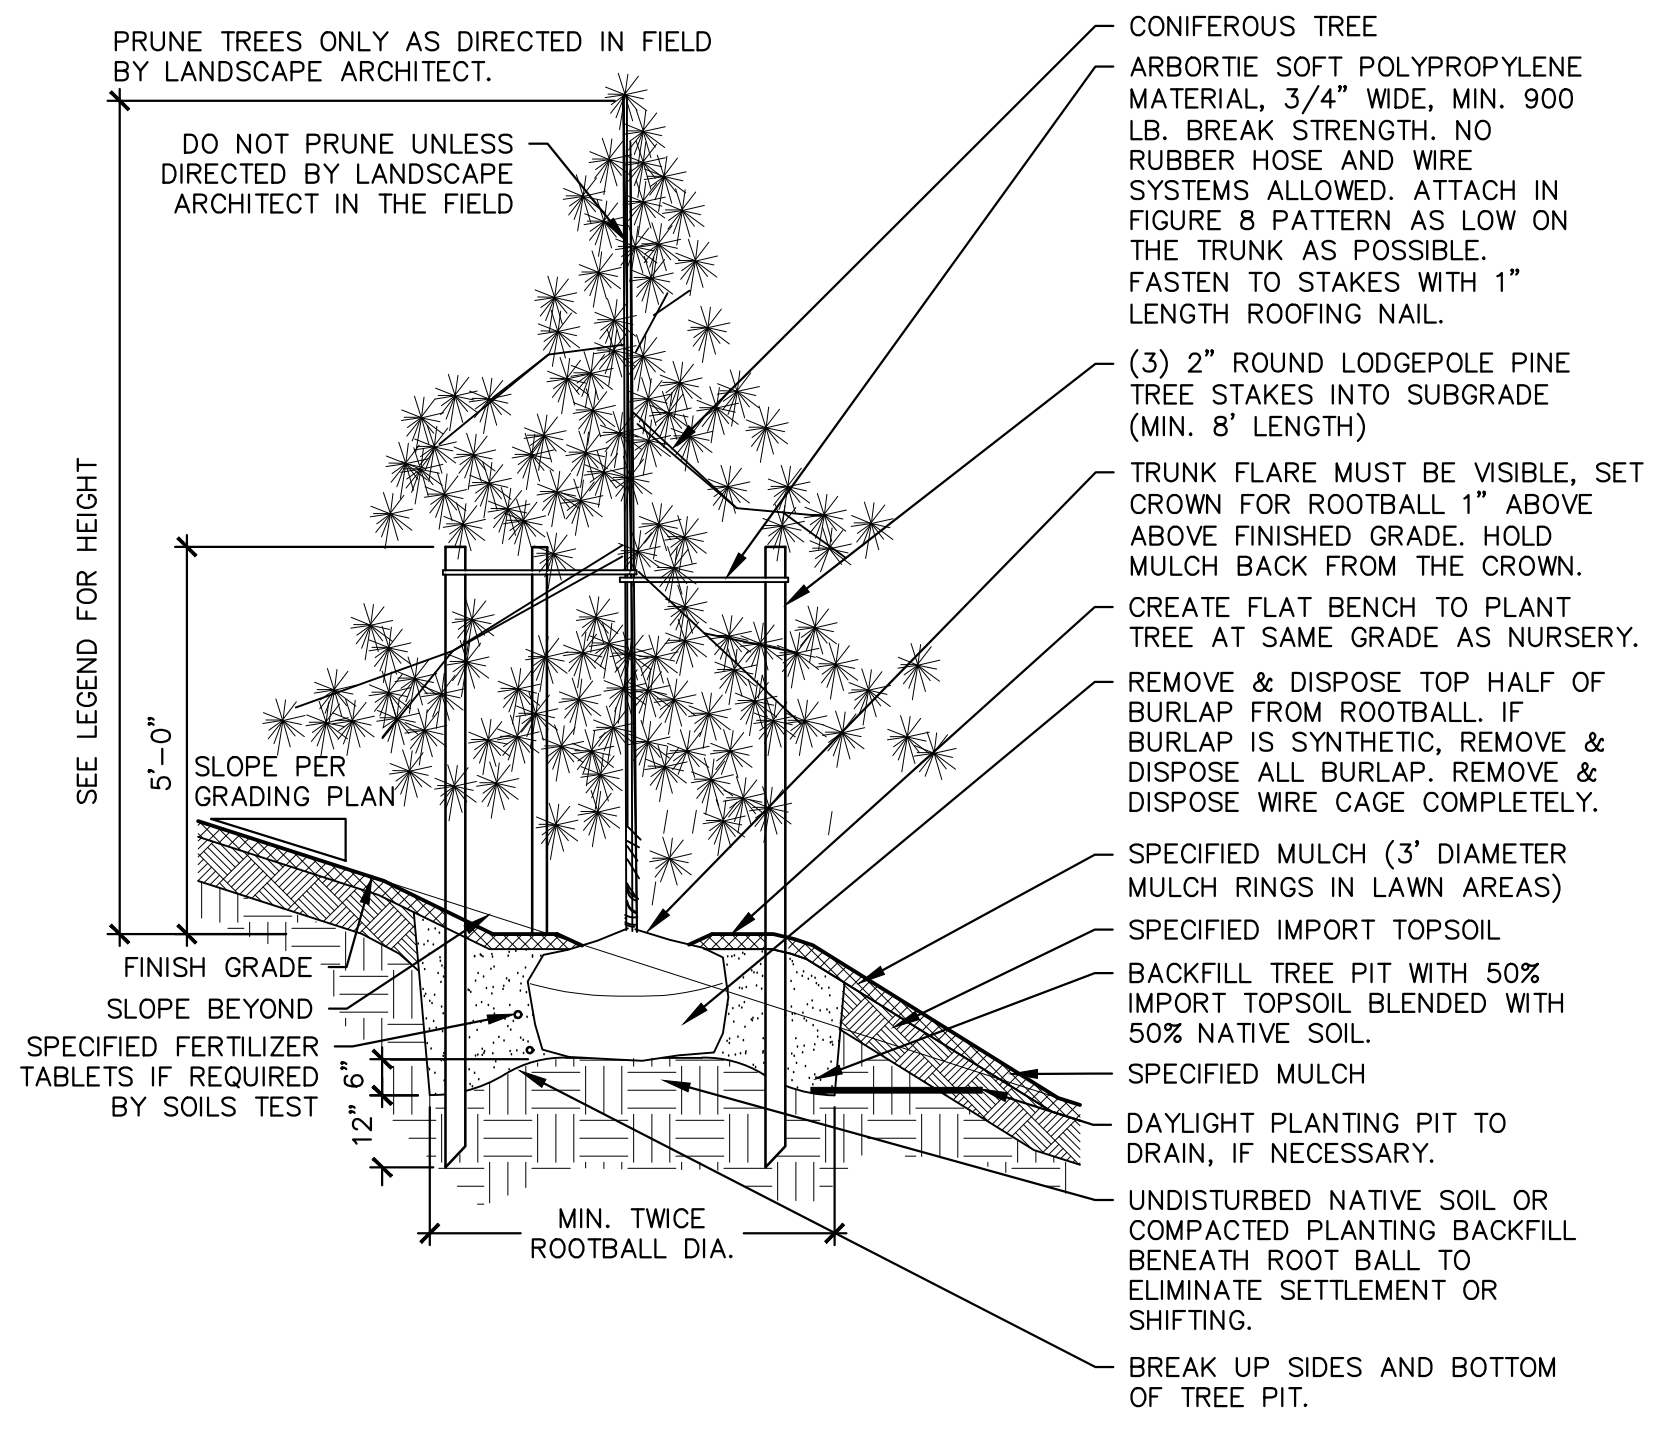 PRUNE TREES ONLY AS DIRECTED IN FIELD
BY LANDSCAPE ARCHITECT.
DO NOT PRUNE UNLESS
DIRECTED BY LANDSCAPE
ARCHITECT IN THE FIELD
SEE LEGEND FOR HEIGHT
5'-0"
SLOPE PER
GRADING PLAN
FINISH GRADE
SLOPE BEYOND
SPECIFIED FERTILIZER
TABLETS IF REQUIRED
BY SOILS TEST
6"
12"
MIN. TWICE
ROOTBALL DIA.
CONIFEROUS TREE
ARBORTIE SOFT POLYPROPYLENE
MATERIAL, 3/4" WIDE, MIN. 900
LB. BREAK STRENGTH. NO
RUBBER HOSE AND WIRE
SYSTEMS ALLOWED. ATTACH IN
FIGURE 8 PATTERN AS LOW ON
THE TRUNK AS POSSIBLE.
FASTEN TO STAKES WITH 1"
LENGTH ROOFING NAIL.
(3) 2" ROUND LODGEPOLE PINE
TREE STAKES INTO SUBGRADE
(MIN. 8' LENGTH)
TRUNK FLARE MUST BE VISIBLE, SET
CROWN FOR ROOTBALL 1" ABOVE
ABOVE FINISHED GRADE. HOLD
MULCH BACK FROM THE CROWN.
CREATE FLAT BENCH TO PLANT
TREE AT SAME GRADE AS NURSERY.
REMOVE & DISPOSE TOP HALF OF
BURLAP FROM ROOTBALL. IF
BURLAP IS SYNTHETIC, REMOVE &
DISPOSE ALL BURLAP. REMOVE &
DISPOSE WIRE CAGE COMPLETELY.
SPECIFIED MULCH (3' DIAMETER
MULCH RINGS IN LAWN AREAS)
SPECIFIED IMPORT TOPSOIL
BACKFILL TREE PIT WITH 50%
IMPORT TOPSOIL BLENDED WITH
50% NATIVE SOIL.
SPECIFIED MULCH
DAYLIGHT PLANTING PIT TO
DRAIN, IF NECESSARY.
UNDISTURBED NATIVE SOIL OR
COMPACTED PLANTING BACKFILL
BENEATH ROOT BALL TO
ELIMINATE SETTLEMENT OR
SHIFTING.
BREAK UP SIDES AND BOTTOM
OF TREE PIT.